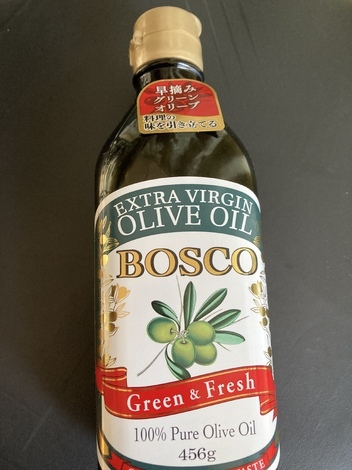 早摘み
グリーン
オリーブ
料理の
味を引き立てる
EXTRA VIRGIN
OLIVE OIL
BOSCO
Green & Fresh
100% Pure Olive Oil
456g